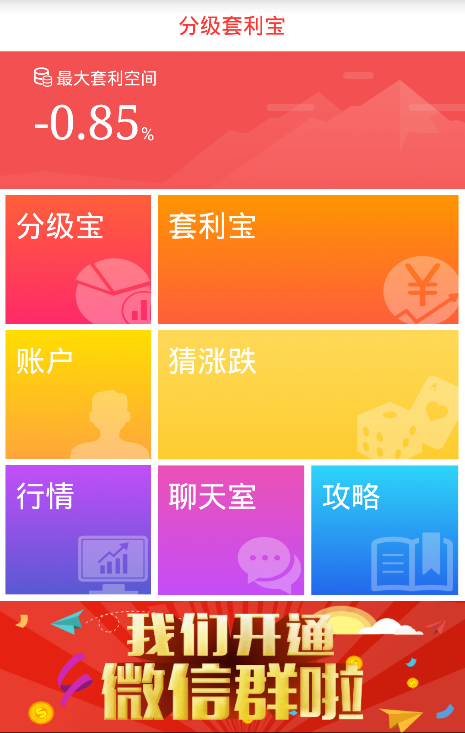 分级套利宝
最大套利空间
-0.85%
分级宝
套利宝
账户
猜涨跌
行情
聊天室
攻略
我们开通
微信群啦